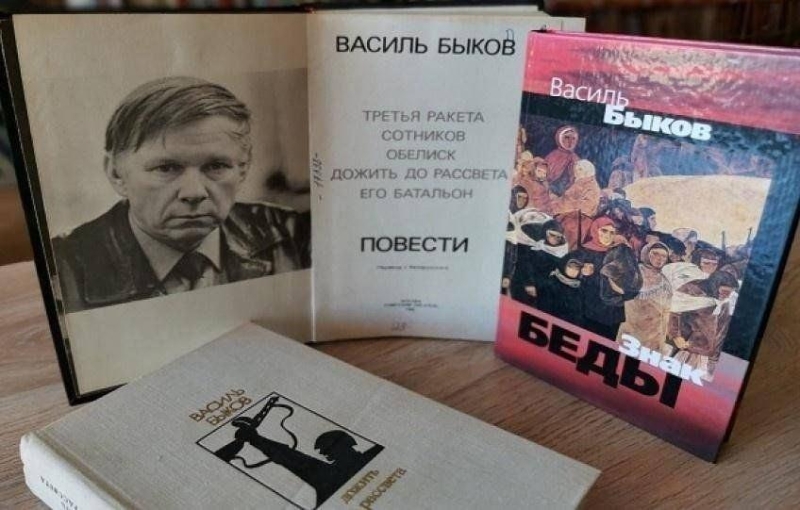 ВАСИЛЬ БЫКОВ
ТРЕТЬЯ РАКЕТА
СОТНИКОВ
ОБЕЛИСК
ДОЖИТЬ ДО РАССВЕТА
ЕГО БАТАЛЬОН
ПОВЕСТИ
Василь
Быков
Знак
БЕДЫ
ВАСИЛЬ
БЫКОВ
дожить
рассвета